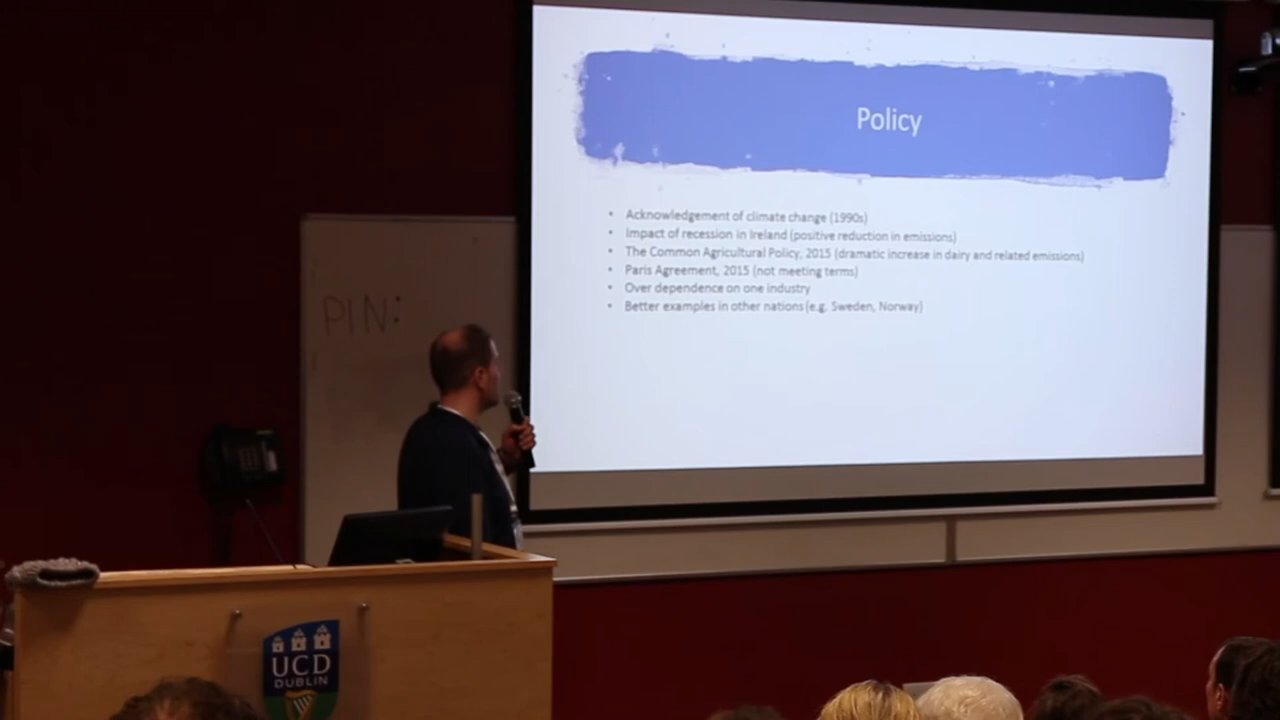 Policy
• Acknowledgement of climate change (1990s)
• Impact of recession in Ireland (positive reduction in emissions)
• The Common Agricultural Policy, 2015 (dramatic increase in dairy and related emissions)
• Paris Agreement, 2015 (not meeting terms)
• Over dependence on one industry
• Better examples in other nations (e.g. Sweden, Norway)
PIN:
UCD
DUBLIN